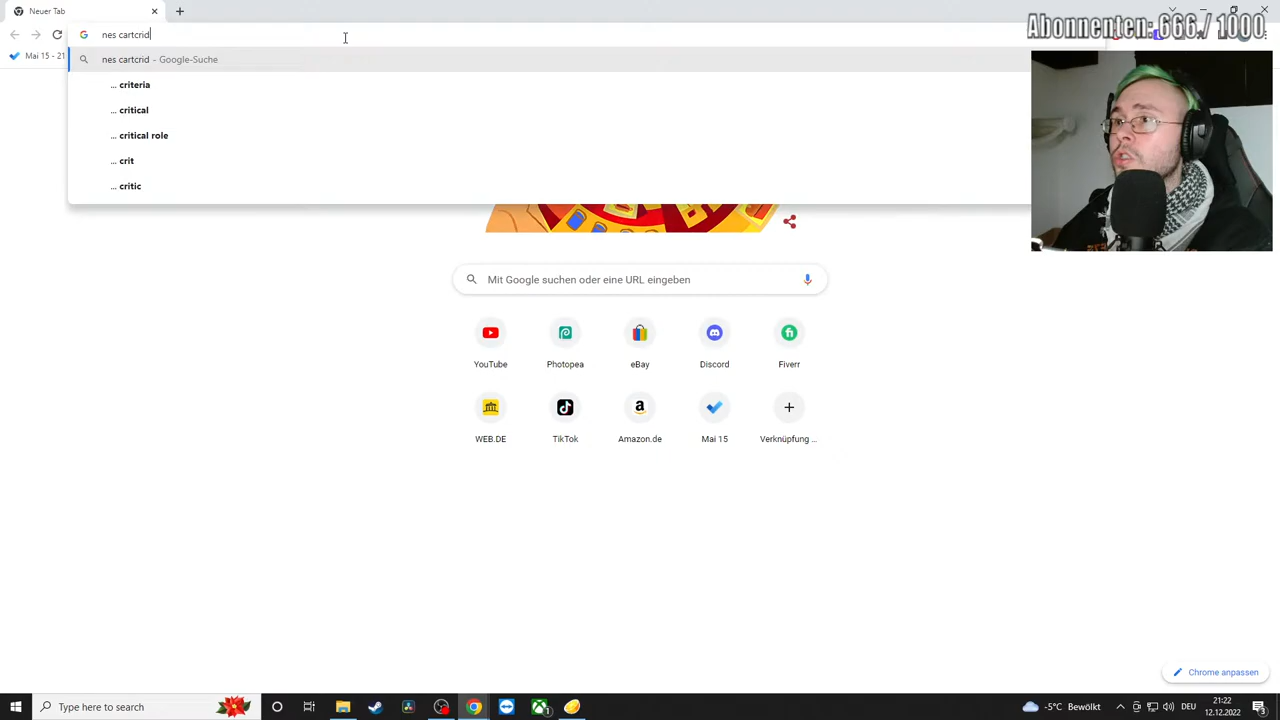 Neuer Tab
Abonnenten: 666 / 1000
nes cartcrid
Mai 15 - 21
nes cartcrid - Google-Suche
... criteria
... critical
... critical role
... crit
... critic
Mit Google suchen oder eine URL eingeben
YouTube
Photopea
eBay
Discord
Fiverr
WEB.DE
TikTok
Amazon.de
Mai 15
Verknüpfung ...
Chrome anpassen
Type here to search
-5°C Bewölkt
DEU
21:22
12.12.2022